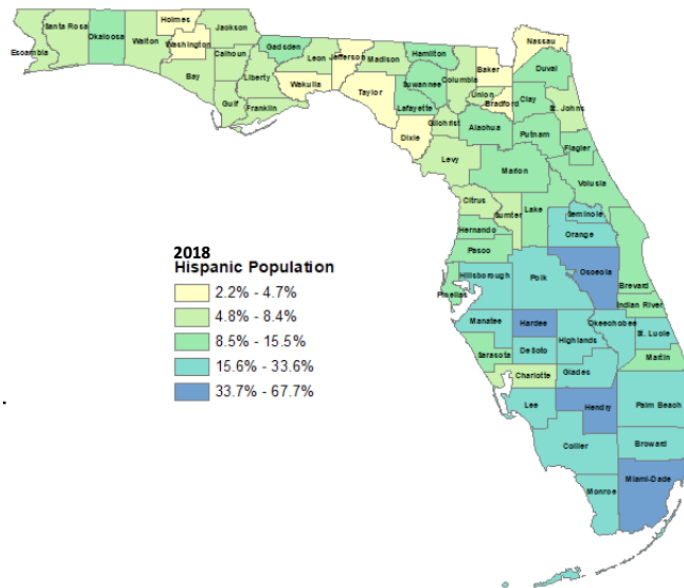 Holmes
Jackson
Santa Rosa
Escambia
Okaloosa
Walton
Washington
Gadsden
Hamilton
Nassau
Calhoun
Leon
Jefferson
Madison
Baker
Duval
Bay
Liberty
Wakulla
Suwannee
Columbia
Union
Bradford
Clay
St. Johns
Taylor
Lafayette
Gulf
Franklin
Gilchrist
Alachua
Putnam
Dixie
Flagler
Levy
Marion
Volusia
Citrus
Sumter
Lake
Seminole
Hernando
Orange
Pasco
2018
Hispanic Population
2.2% - 4.7%
4.8% - 8.4%
8.5% - 15.5%
15.6% - 33.6%
33.7% - 67.7%
Hillsborough
Polk
Osceola
Pinellas
Brevard
Indian River
Manatee
Hardee
Okeechobee
St. Lucie
Highlands
Sarasota
DeSoto
Martin
Charlotte
Glades
Lee
Hendry
Palm Beach
Collier
Broward
Monroe
Miami-Dade